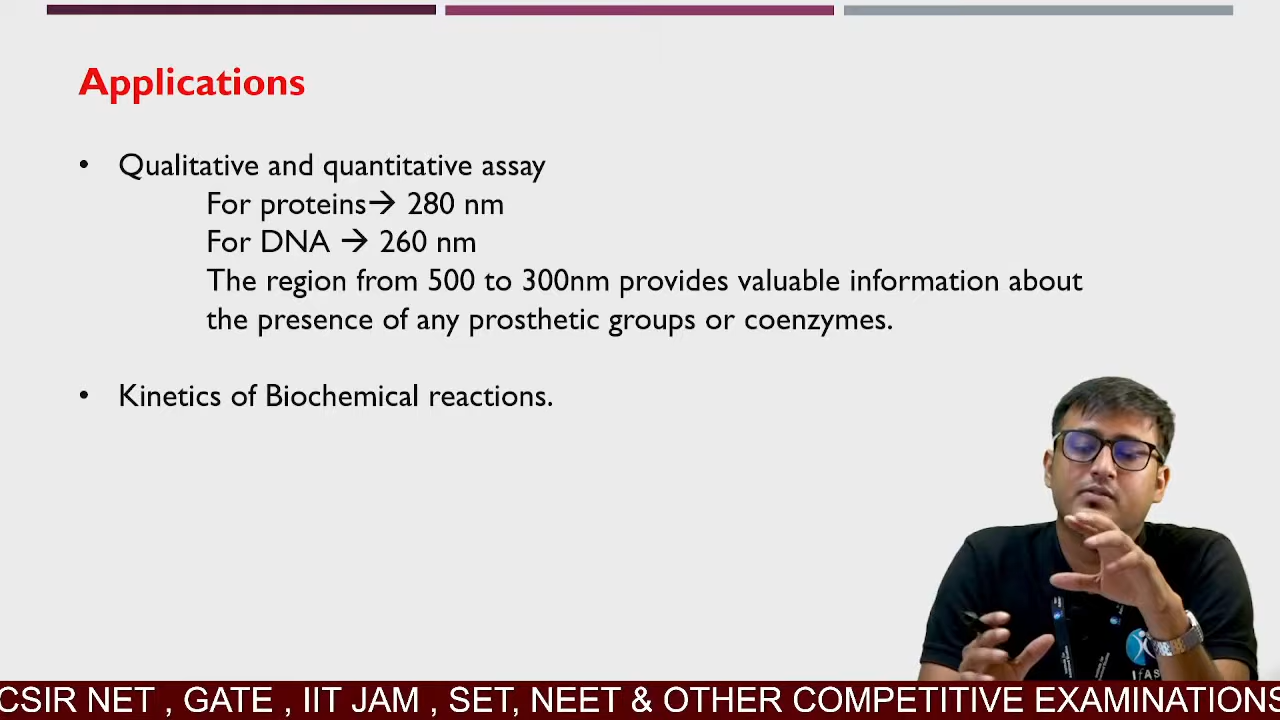 Applications
• Qualitative and quantitative assay
For proteins→ 280 nm
For DNA → 260 nm
The region from 500 to 300nm provides valuable information about
the presence of any prosthetic groups or coenzymes.
• Kinetics of Biochemical reactions.
IFAS
CSIR NET , GATE , IIT JAM , SET, NEET & OTHER COMPETITIVE EXAMINATIONS